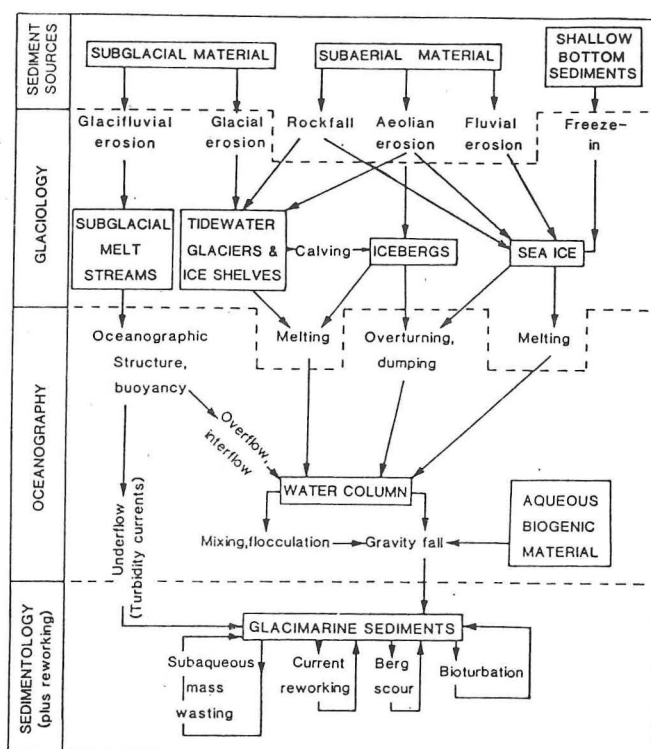 SEDIMENT
SOURCES
SUBGLACIAL MATERIAL
SUBAERIAL MATERIAL
SHALLOW
BOTTOM
SEDIMENTS
GLACIOLOGY
Glacifluvial
erosion
Glacial
erosion
Rockfall
Aeolian
erosion
Fluvial
erosion
Freeze-
in
SUBGLACIAL
MELT
STREAMS
TIDEWATER
GLACIERS &
ICE SHELVES
Calving
ICEBERGS
SEA ICE
OCEANOGRAPHY
Oceanographic
Structure,
buoyancy
Melting
Overturning,
dumping
Melting
Overflow,
interflow
WATER COLUMN
Underflow
(Turbidity currents)
Mixing,flocculation
Gravity fall
AQUEOUS
BIOGENIC
MATERIAL
SEDIMENTOLOGY
(plus reworking)
GLACIMARINE SEDIMENTS
Subaqueous
mass
wasting
Current
reworking
Berg
scour
Bioturbation